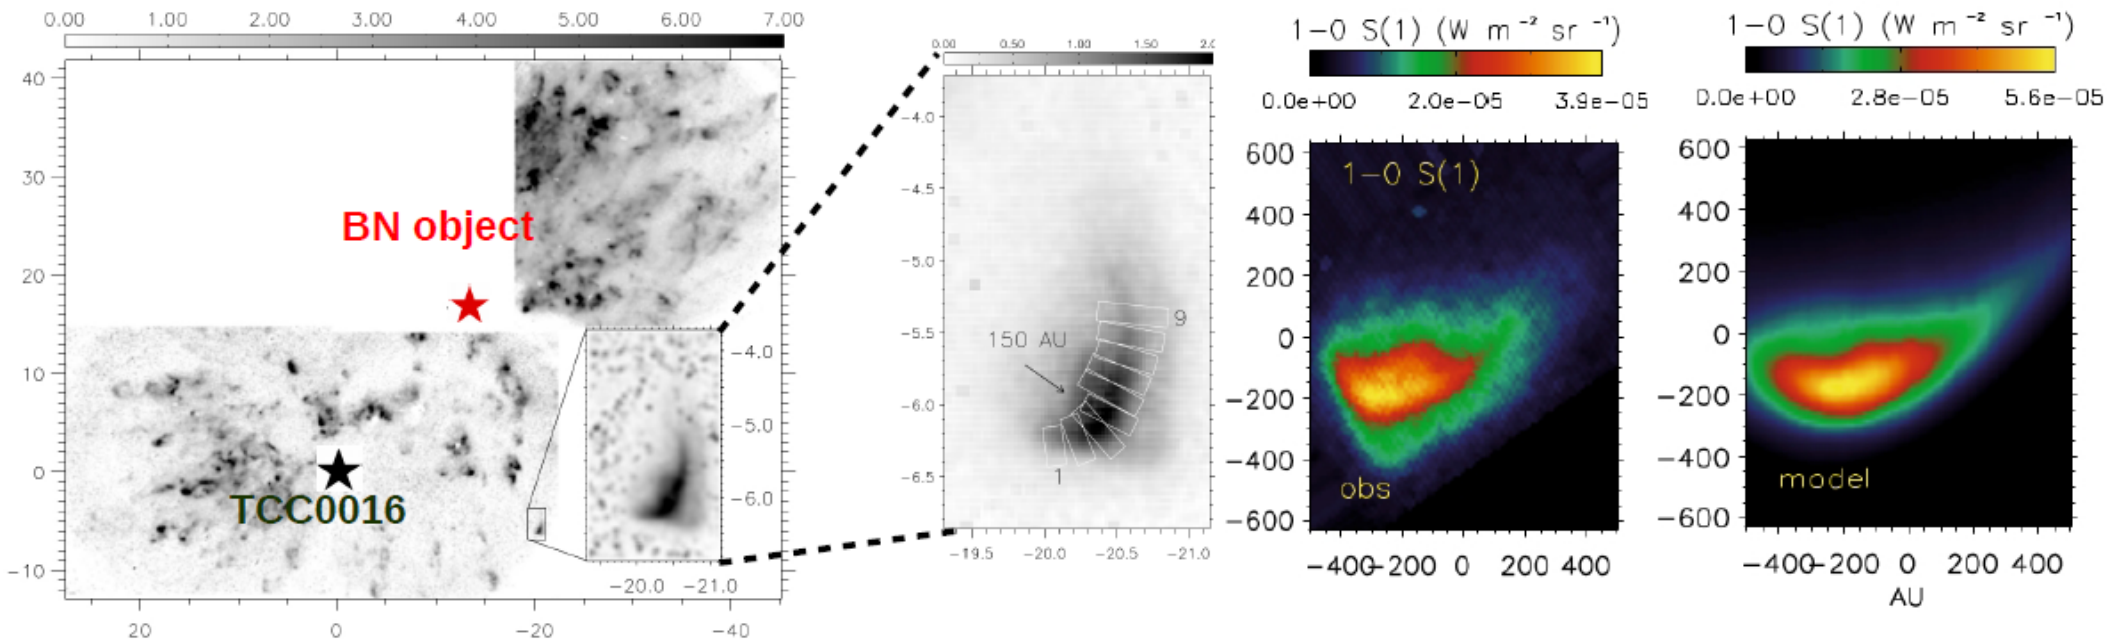 0.00 1.00 2.00 3.00 4.00 5.00 6.00 7.00
40
30
20
10
0
−10
20 0 −20 −40
BN object
TCC0016
−4.0
−5.0
−6.0
−20.0 −21.0
0.00 0.50 1.00 1.50 2.0
−4.0
−4.5
−5.0
−5.5
−6.0
−6.5
−19.5 −20.0 −20.5 −21.0
150 AU
9
1
1−0 S(1) (W m⁻² sr⁻¹)
0.0e+00 2.0e−05 3.9e−05
600
400
200
0
−200
−400
−600
−400−200 0 200 400
1−0 S(1)
obs
1−0 S(1) (W m⁻² sr⁻¹)
0.0e+00 2.8e−05 5.6e−05
600
400
200
0
−200
−400
−600
−400−200 0 200 400
AU
model